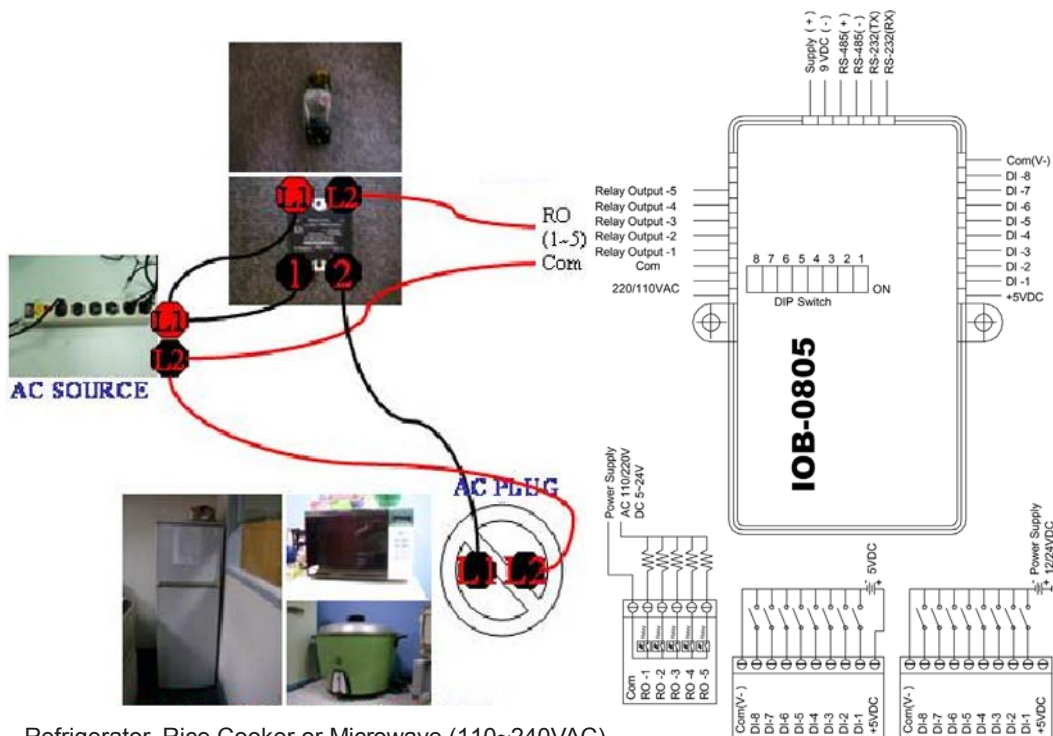 Supply ( + )
9 VDC ( - )
RS-485( + )
RS-485( - )
RS-232(TX)
RS-232(RX)
L1
L2
1
2
RO
(1~5)
Com
L1
L2
AC SOURCE
AC PLUG
L1
L2
Relay Output -5
Relay Output -4
Relay Output -3
Relay Output -2
Relay Output -1
Com
220/110VAC
8 7 6 5 4 3 2 1
ON
DIP Switch
IOB-0805
Com(V-)
DI -8
DI -7
DI -6
DI -5
DI -4
DI -3
DI -2
DI -1
+5VDC
Power Supply
AC 110/220V
DC 5~24V
Relay
Relay
Relay
Relay
Relay
Com
RO -1
RO -2
RO -3
RO -4
RO -5
- +
5VDC
Com(V- )
DI-8
DI-7
DI-6
DI-5
DI-4
DI-3
DI-2
DI-1
+5VDC
- Power Supply
+ 12/24VDC
Com(V- )
DI-8
DI-7
DI-6
DI-5
DI-4
DI-3
DI-2
DI-1
+5VDC
Refrigerator, Rice Cooker or Microwave (110~240VAC)